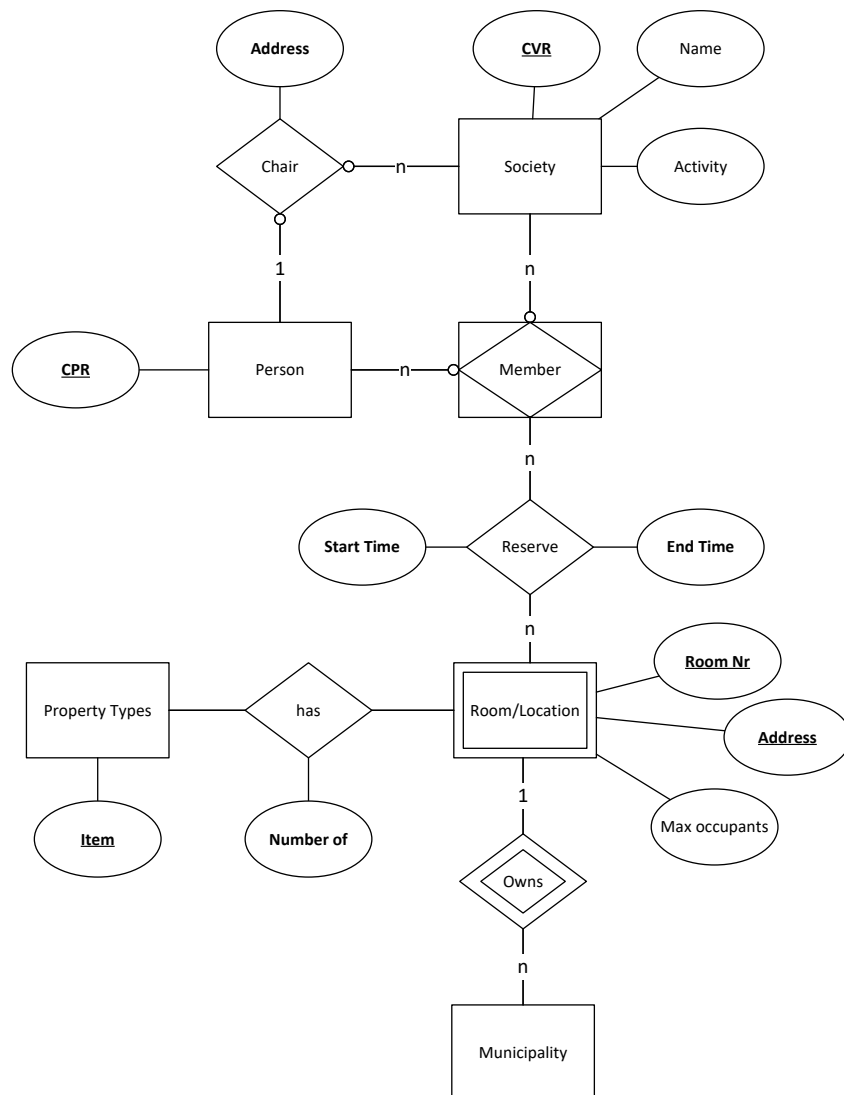 Address
CVR
Name
Chair
n
Society
Activity
1
n
CPR
Person
n
Member
n
Start Time
Reserve
End Time
n
Room Nr
Property Types
has
Room/Location
Address
1
Item
Number of
Max occupants
Owns
n
Municipality